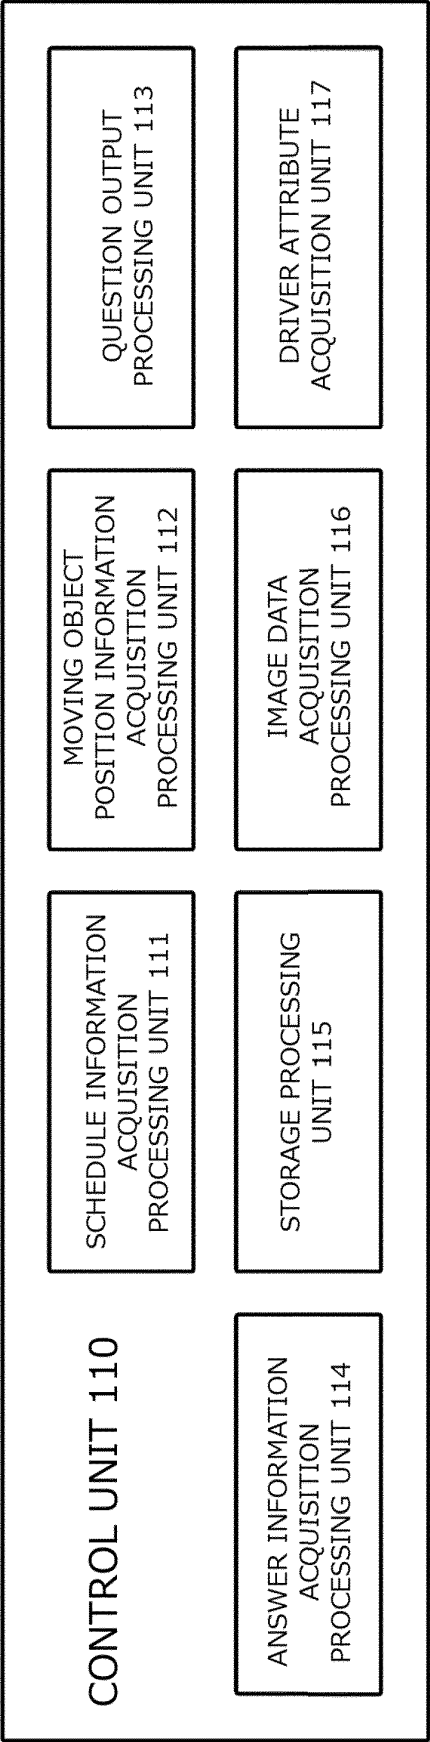 CONTROL UNIT 110
SCHEDULE INFORMATION
ACQUISITION
PROCESSING UNIT 111
MOVING OBJECT
POSITION INFORMATION
ACQUISITION
PROCESSING UNIT 112
QUESTION OUTPUT
PROCESSING UNIT 113
ANSWER INFORMATION
ACQUISITION
PROCESSING UNIT 114
STORAGE PROCESSING
UNIT 115
IMAGE DATA
ACQUISITION
PROCESSING UNIT 116
DRIVER ATTRIBUTE
ACQUISITION UNIT 117